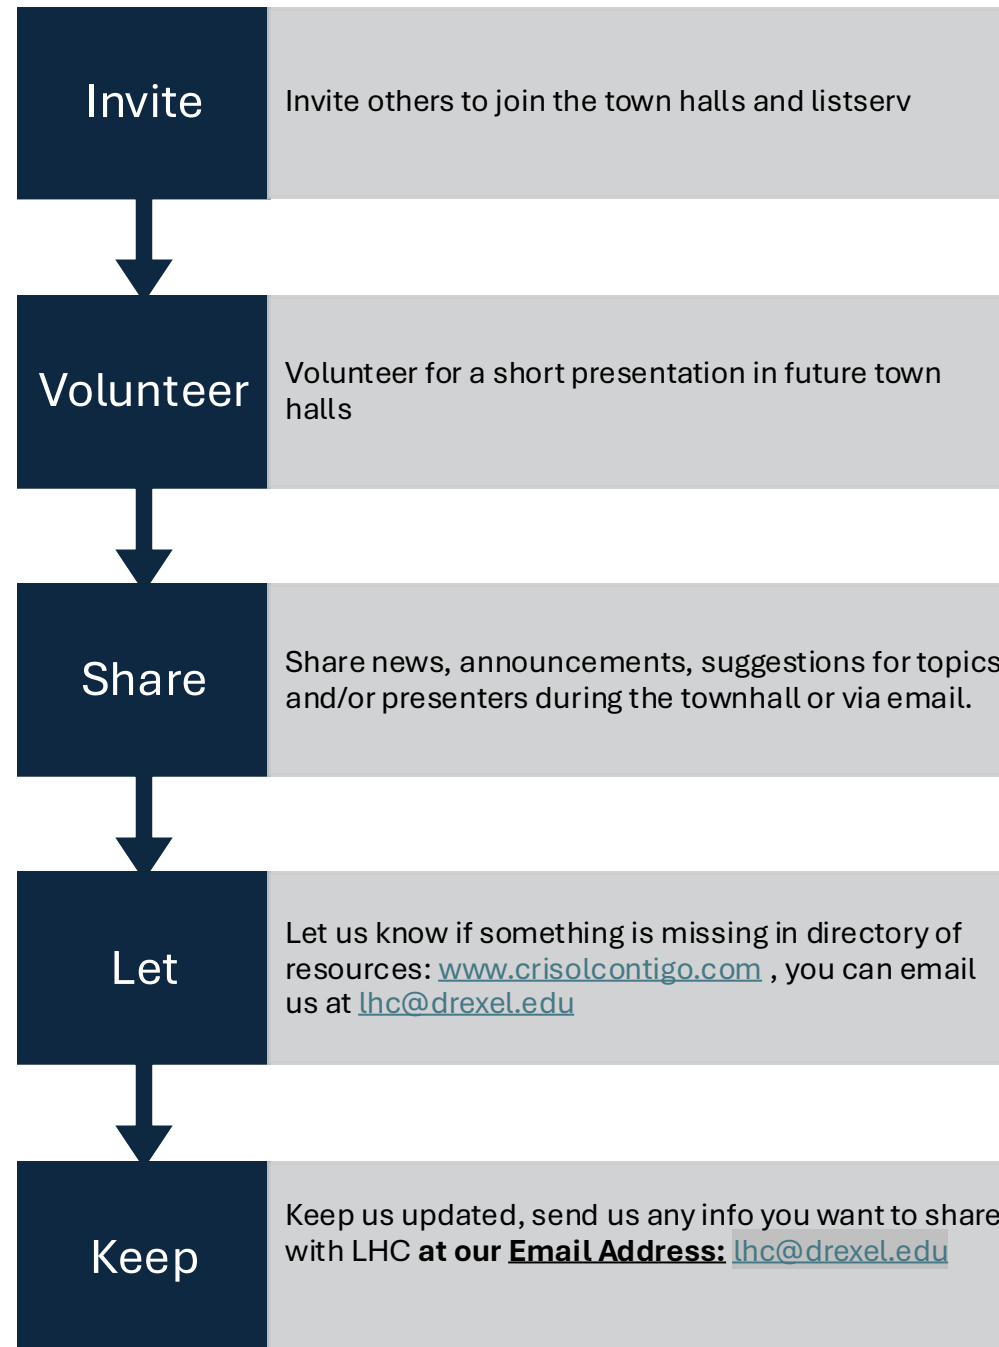 Invite
Invite others to join the town halls and listserv
Volunteer
Volunteer for a short presentation in future town
halls
Share
Share news, announcements, suggestions for topics
and/or presenters during the townhall or via email.
Let
Let us know if something is missing in directory of
resources: www.crisolcontigo.com , you can email
us at lhc@drexel.edu
Keep
Keep us updated, send us any info you want to share
with LHC at our Email Address: lhc@drexel.edu